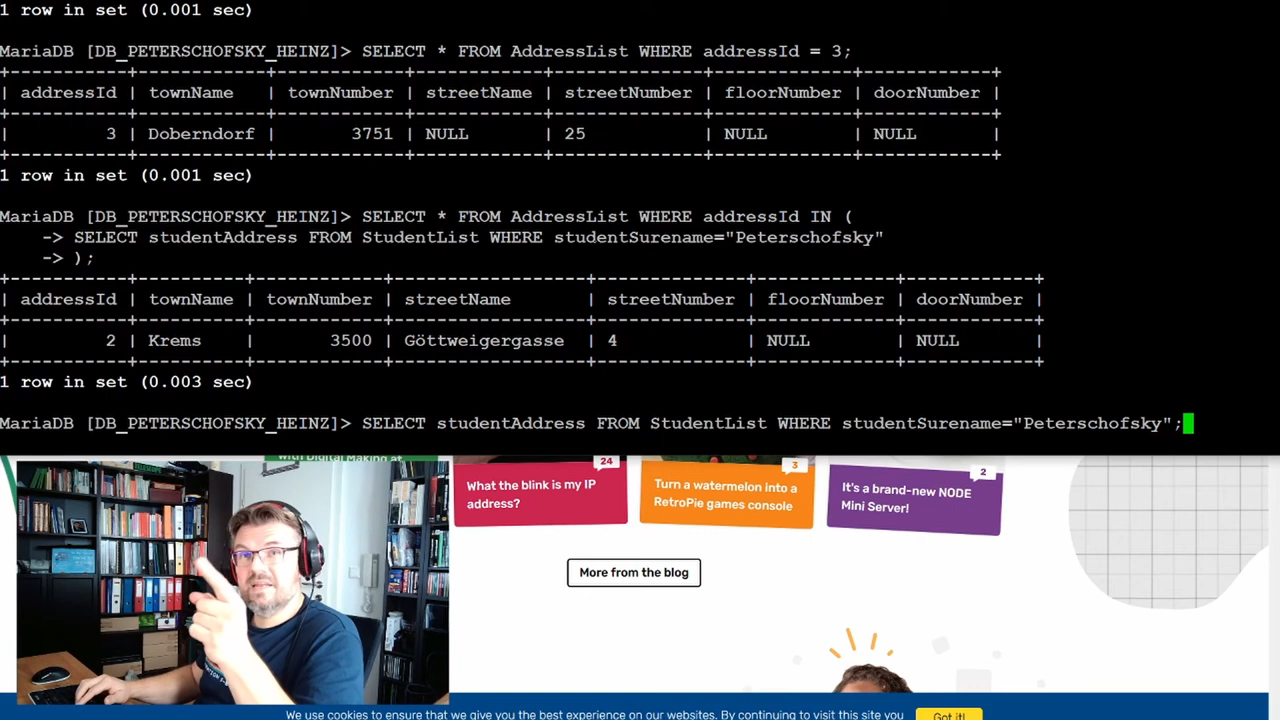 1 row in set (0.001 sec)
MariaDB [DB_PETERSCHOFSKY_HEINZ]> SELECT * FROM AddressList WHERE addressId = 3;
+-----------+------------+------------+-------------+--------------+-------------+------------+
| addressId | townName | townNumber | streetName | streetNumber | floorNumber | doorNumber |
+-----------+------------+------------+-------------+--------------+-------------+------------+
| 3 | Doberndorf | 3751 | NULL | 25 | NULL | NULL |
+-----------+------------+------------+-------------+--------------+-------------+------------+
1 row in set (0.001 sec)
MariaDB [DB_PETERSCHOFSKY_HEINZ]> SELECT * FROM AddressList WHERE addressId IN (
-> SELECT studentAddress FROM StudentList WHERE studentSurename="Peterschofsky"
-> );
+-----------+----------+------------+------------------+--------------+-------------+------------+
| addressId | townName | townNumber | streetName | streetNumber | floorNumber | doorNumber |
+-----------+----------+------------+------------------+--------------+-------------+------------+
| 2 | Krems | 3500 | Göttweigergasse | 4 | NULL | NULL |
+-----------+----------+------------+------------------+--------------+-------------+------------+
1 row in set (0.003 sec)
MariaDB [DB_PETERSCHOFSKY_HEINZ]> SELECT studentAddress FROM StudentList WHERE studentSurename="Peterschofsky";
with Digital Making at
24
3
2
What the blink is my IP
address?
Turn a watermelon into a
RetroPie games console
It's a brand-new NODE
Mini Server!
More from the blog
We use cookies to ensure that we give you the best experience on our websites. By continuing to visit this site you
Got it!